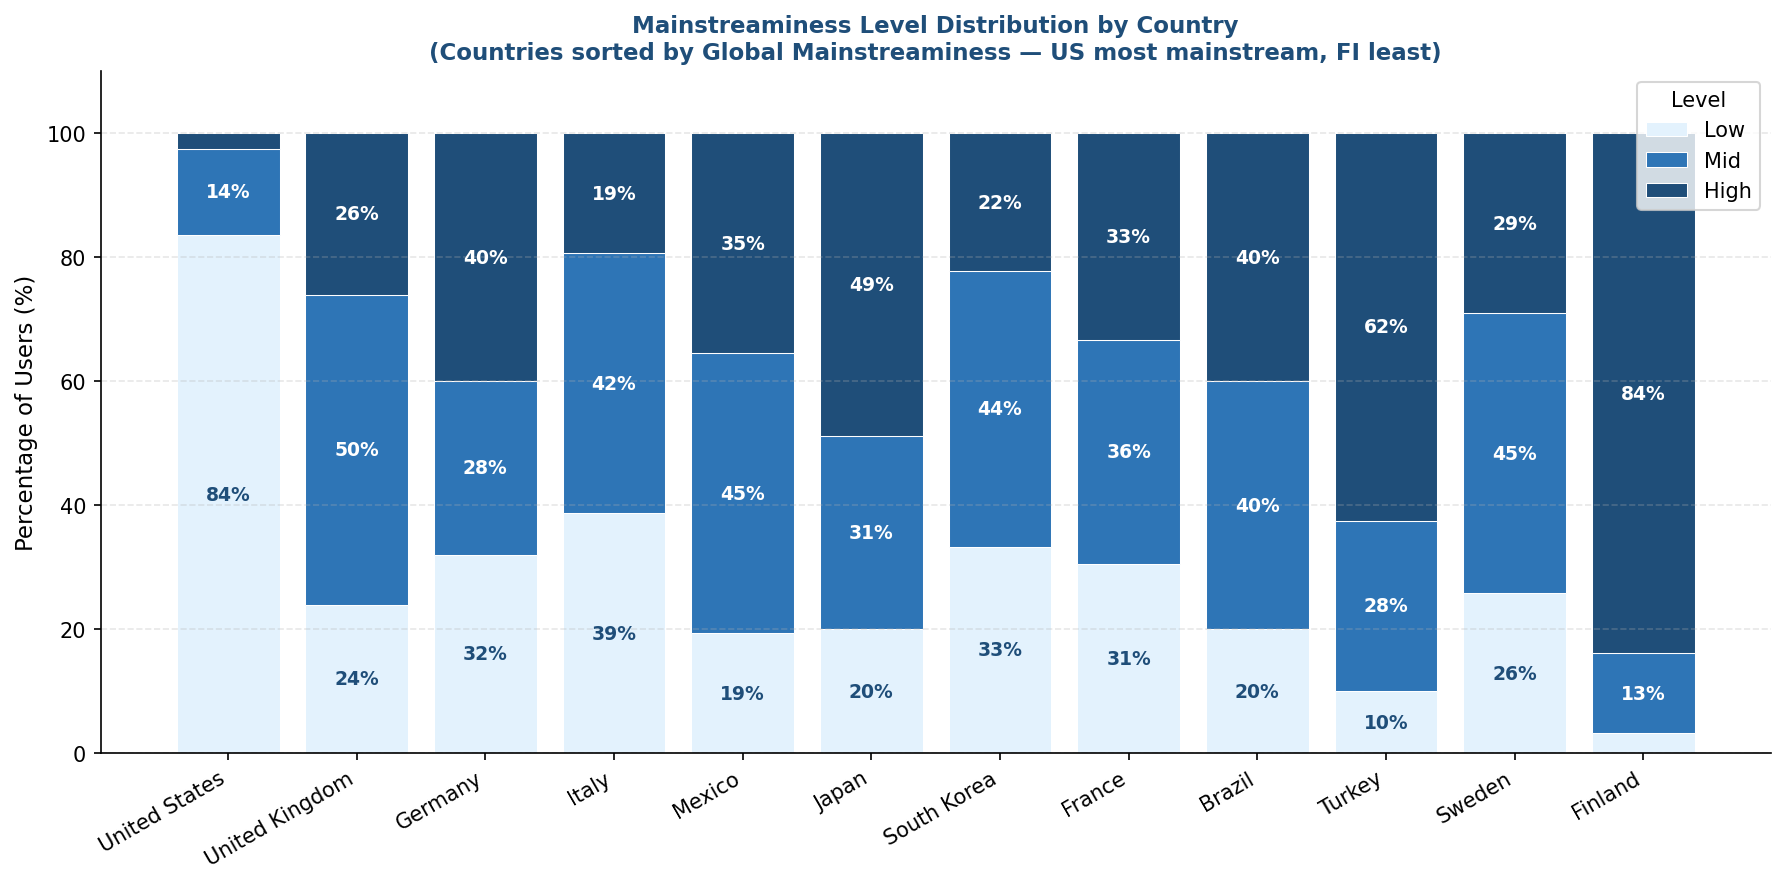 Mainstreaminess Level Distribution by Country
(Countries sorted by Global Mainstreaminess — US most mainstream, FI least)
Level
Low
Mid
High
Percentage of Users (%)
100
80
60
40
20
0
14%
84%
26%
50%
24%
40%
28%
32%
19%
42%
39%
35%
45%
19%
49%
31%
20%
22%
44%
33%
33%
36%
31%
40%
40%
20%
62%
28%
10%
29%
45%
26%
84%
13%
United States
United Kingdom
Germany
Italy
Mexico
Japan
South Korea
France
Brazil
Turkey
Sweden
Finland